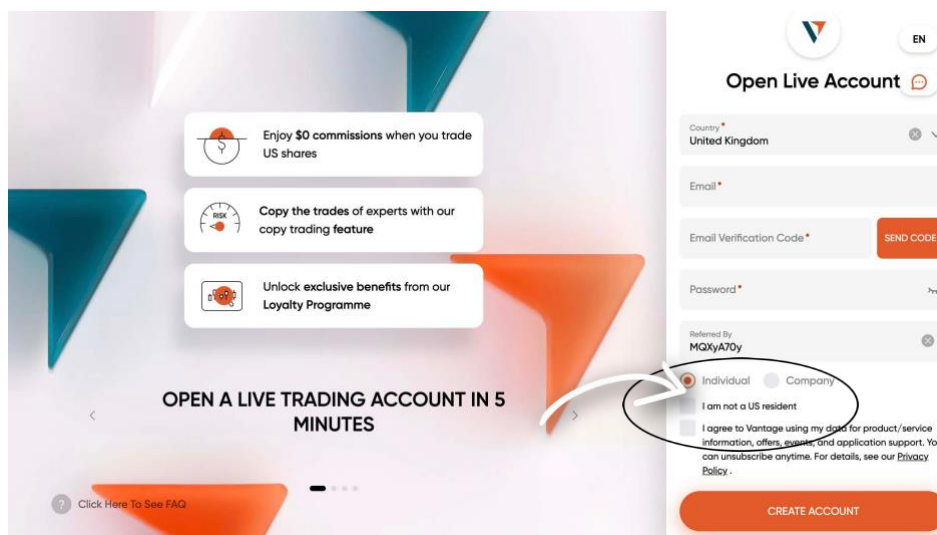 EN
Open Live Account
Enjoy $0 commissions when you trade
US shares
RISK
Copy the trades of experts with our
copy trading feature
Unlock exclusive benefits from our
Loyalty Programme
OPEN A LIVE TRADING ACCOUNT IN 5
MINUTES
? Click Here To See FAQ
Country*
United Kingdom
Email*
Email Verification Code*
SEND CODE
Password*
Referred By
MQXyA70y
Individual Company
I am not a US resident
I agree to Vantage using my data for product/service
information, offers, events, and application support. Yo
can unsubscribe anytime. For details, see our Privacy
Policy .
CREATE ACCOUNT